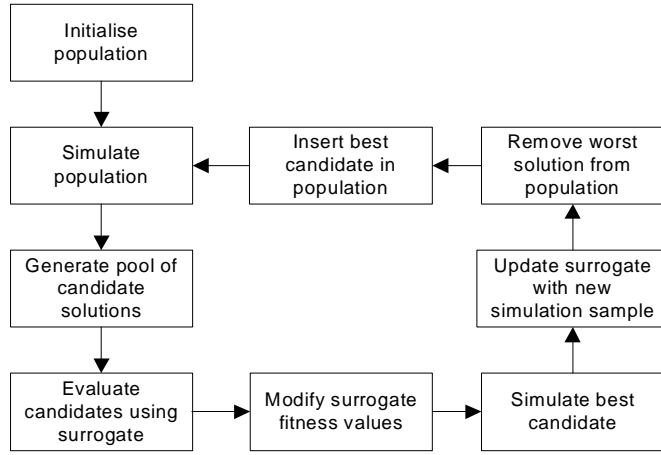 Initialise
population
Simulate
population
Insert best
candidate in
population
Remove worst
solution from
population
Generate pool of
candidate
solutions
Update surrogate
with new
simulation sample
Evaluate
candidates using
surrogate
Modify surrogate
fitness values
Simulate best
candidate